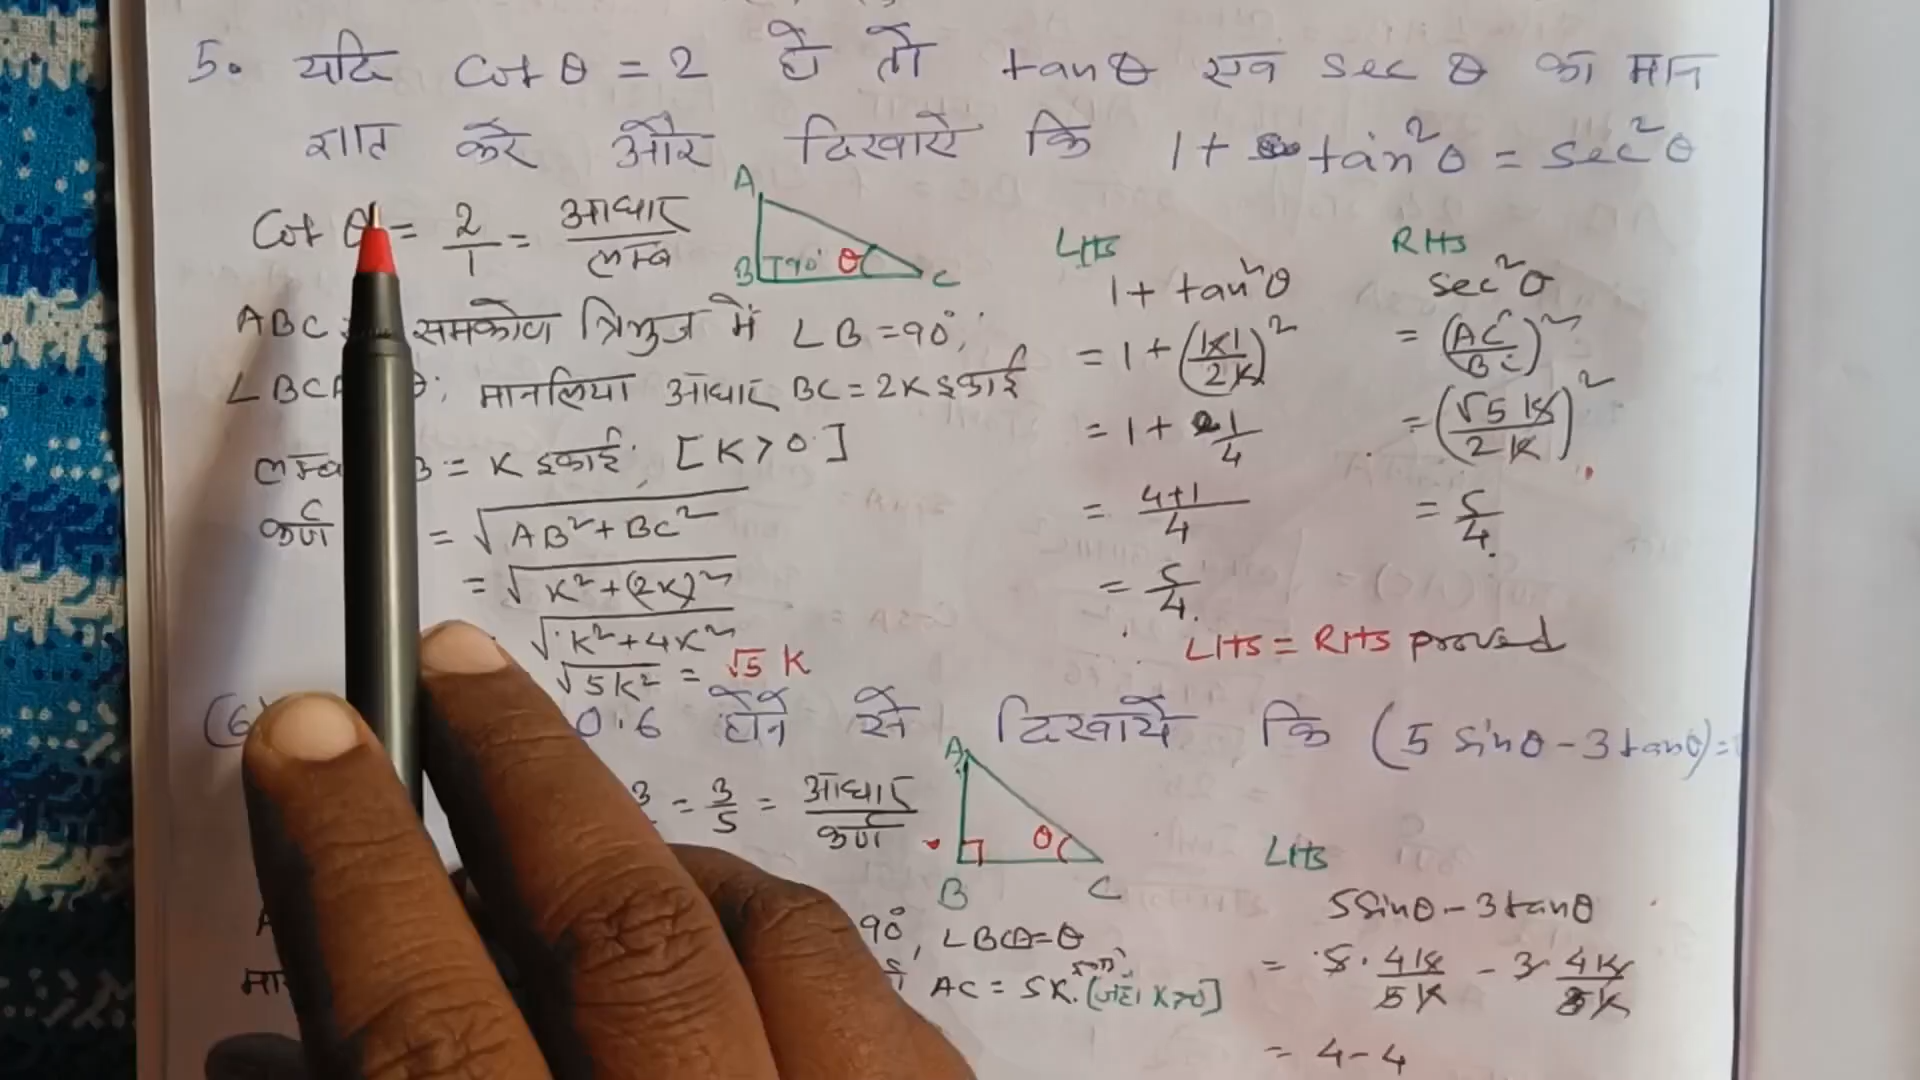 5. यदि cot θ = 2 हो तो tan θ एवं sec θ का मान
ज्ञात करे और दिखाऐ कि 1 + tan²θ = sec²θ
Cot θ = 2/1 = आधार/लम्ब
A
B 90° θ C
ABC समकोण त्रिभुज में ∠B = 90°;
∠BCA θ; मानलिया आधार BC = 2K इकाई
लम्ब B = K इकाई; [K > 0]
कर्ण = √(AB² + BC²)
= √(K² + (2K)²)
√(K² + 4K²)
√(5K²) = √5 K
LHS
1 + tan²θ
= 1 + (1K/2K)²
= 1 + 1/4
= (4+1)/4
= 5/4.
RHS
sec²θ
= (AC/BC)²
= (√5 K/2K)²
= 5/4.
LHS = RHS proved
(6) 0.6 होने से दिखाये कि (5 sinθ - 3 tanθ) =
= 3/5 = आधार/कर्ण
A
B θ C
90°, ∠BCA = θ
AC = 5K. [जहाँ K>0]
LHS
5 sinθ - 3 tanθ
= 5 · 4K/5K - 3 · 4K/3K
= 4 - 4